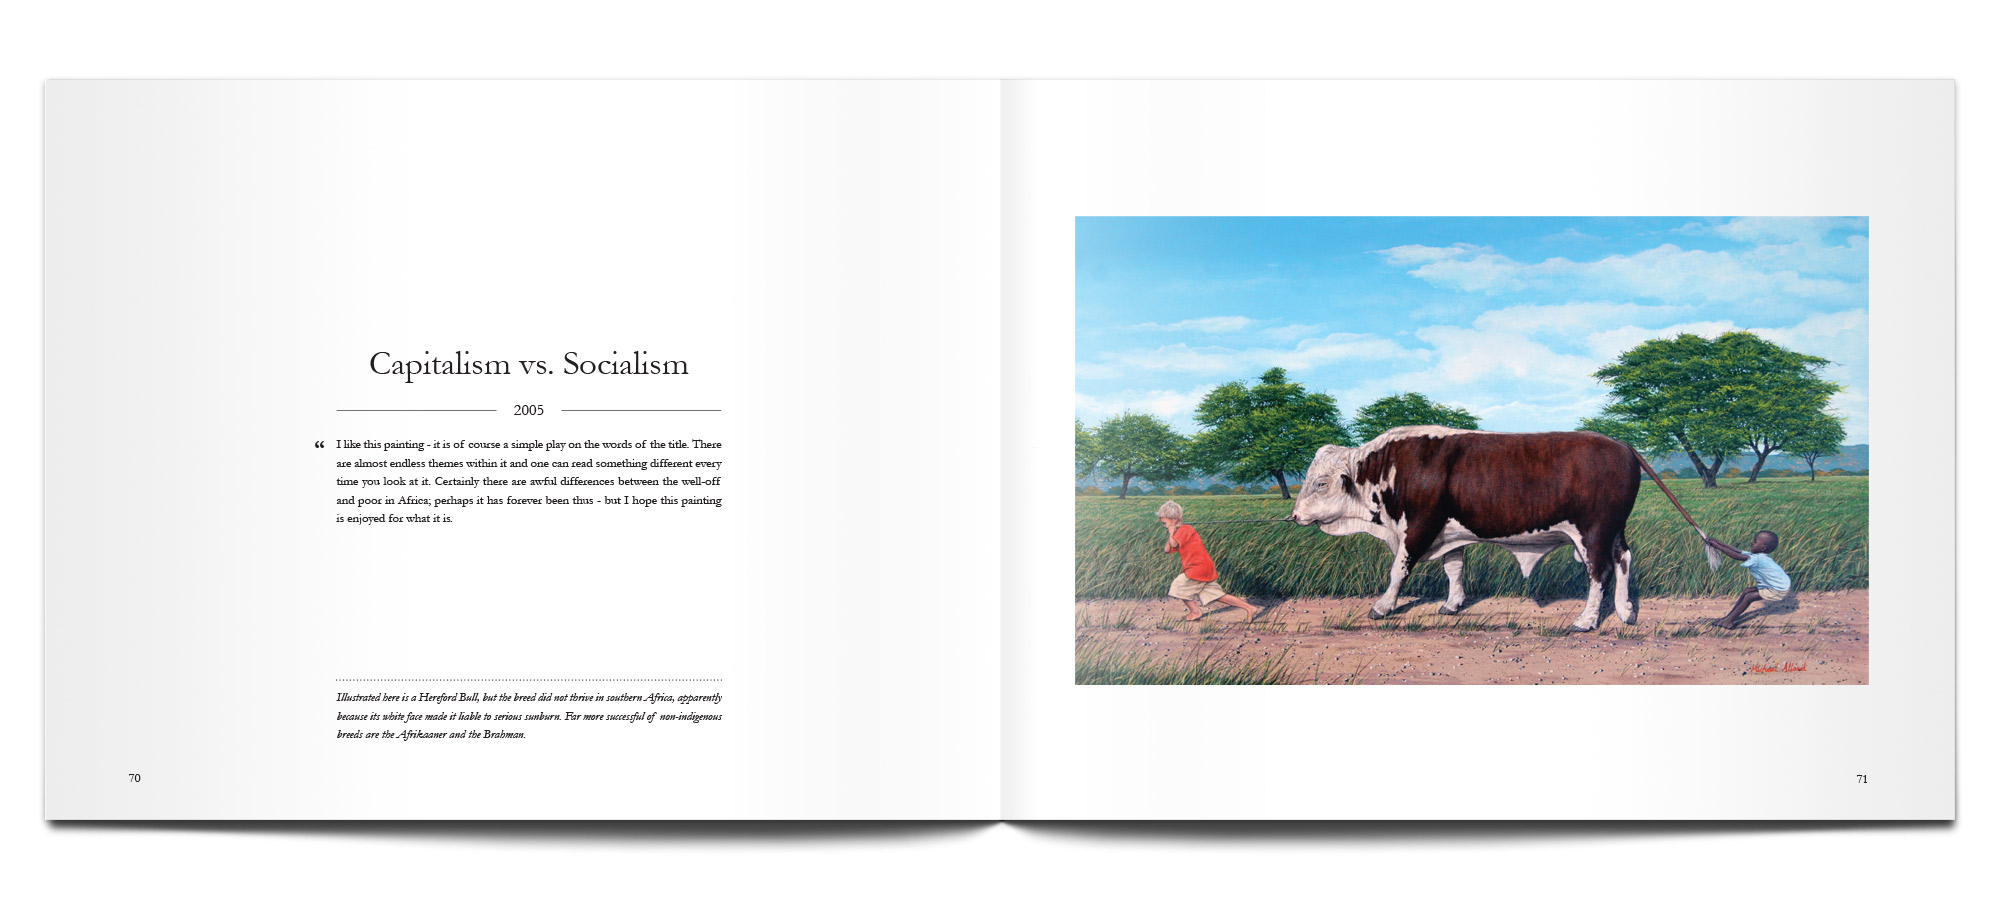 Capitalism vs. Socialism
2005
“ I like this painting - it is of course a simple play on the words of the title. There
are almost endless themes within it and one can read something different every
time you look at it. Certainly there are awful differences between the well-off
and poor in Africa; perhaps it has forever been thus - but I hope this painting
is enjoyed for what it is.
Illustrated here is a Hereford Bull, but the breed did not thrive in southern Africa, apparently
because its white face made it liable to serious sunburn. Far more successful of non-indigenous
breeds are the Afrikaaner and the Brahman.
70
Michael Allard
71